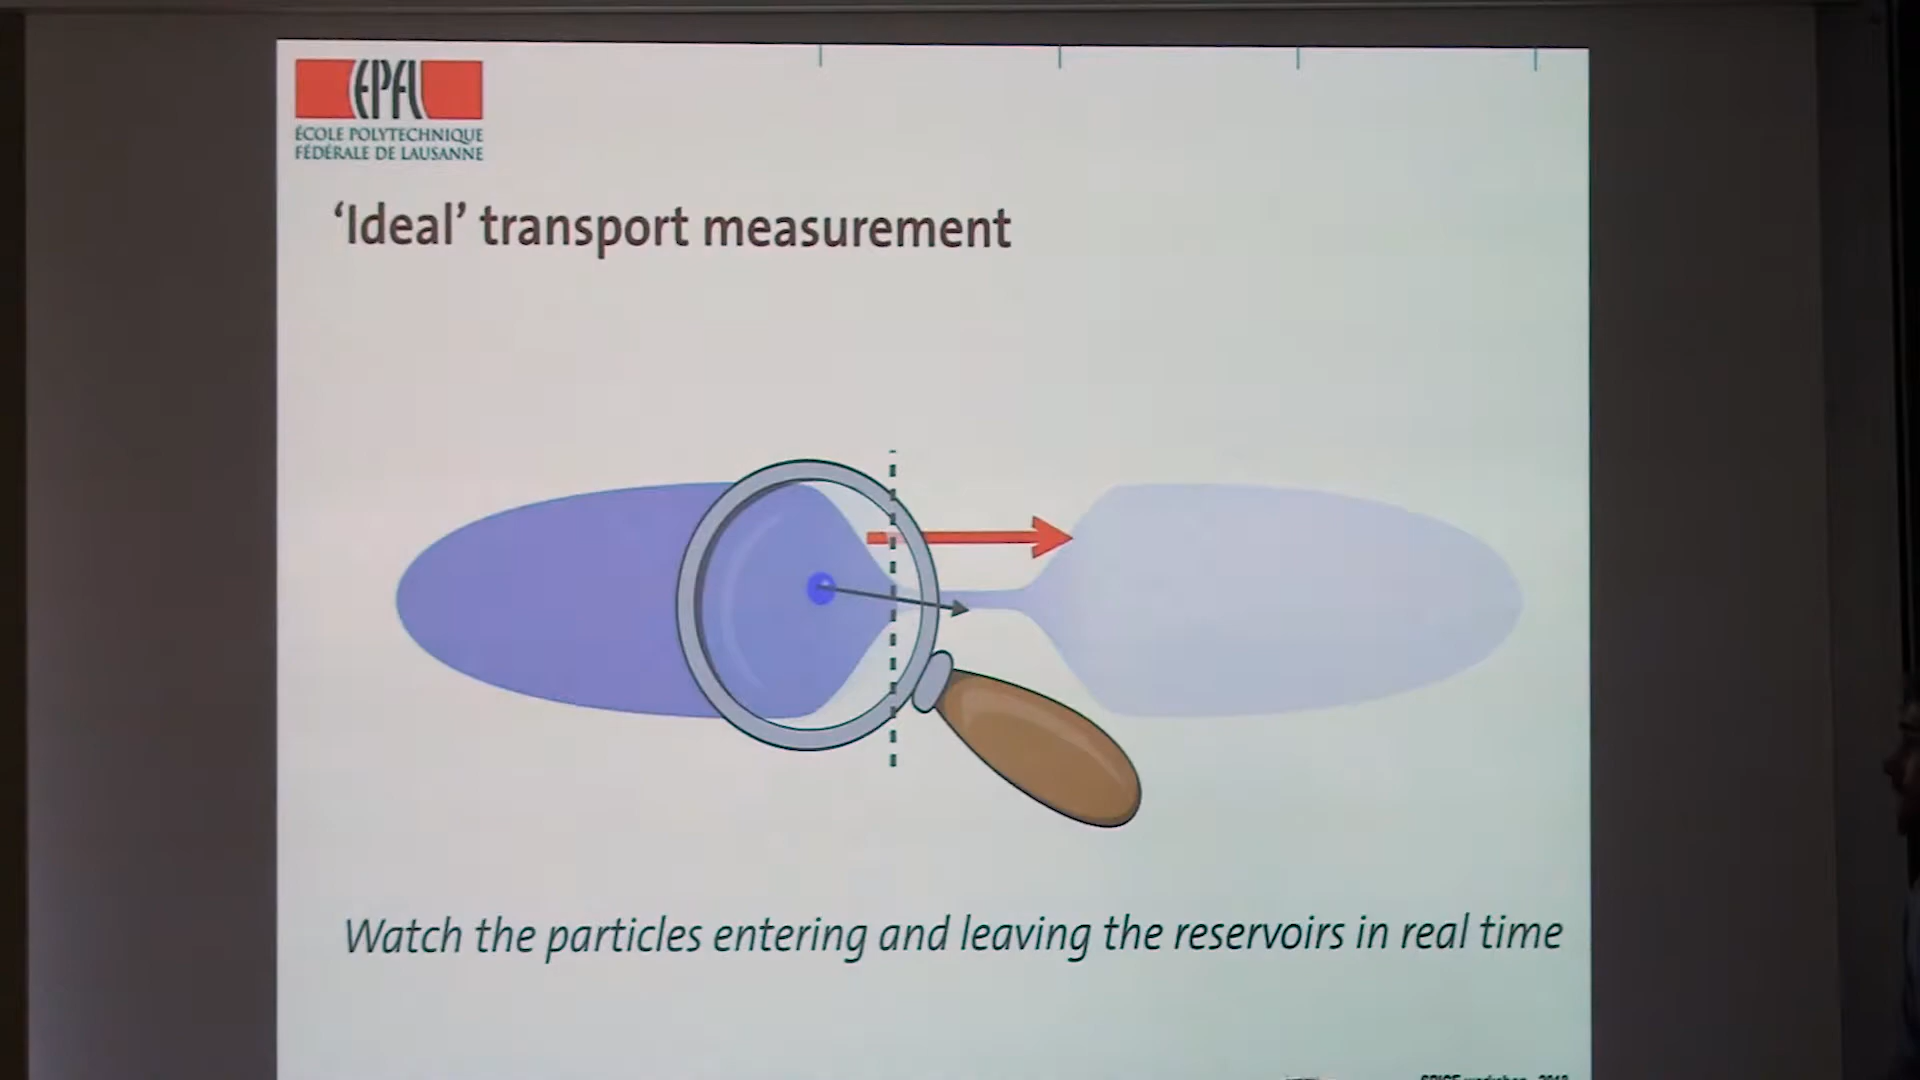 EPFL
ÉCOLE POLYTECHNIQUE
FÉDÉRALE DE LAUSANNE
‘Ideal’ transport measurement
Watch the particles entering and leaving the reservoirs in real time